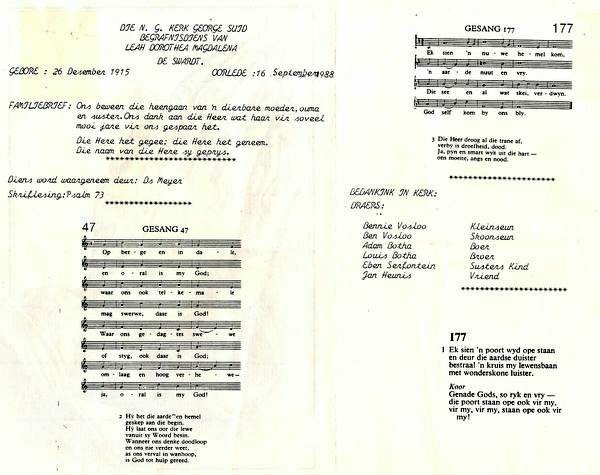 DIE N. G. KERK GEORGE SUID
BEGRAFNISDIENS VAN
LEAH DOROTHEA MAGDALENA
DE SWARDT.
GEBORE : 26 Desember 1915 OORLEDE :16 September 1988
FAMILIEBRIEF: Ons beween die heengaan van 'n dierbare moeder, ouma
en suster. Ons dank aan die Heer wat haar vir soveel
mooi jare vir ons gespaar het.
Die Here het gegee; die Here het geneem.
Die naam van die Here sy geprys.
Diens word waargeneem deur: Ds Meyer
Skriflesing: Psalm 73
47 GESANG 47
Op ber - ge en in da - le,
en o - ral is my God;
waar ons ook tel - ke - ma - le
mag swerwe, daar is God!
Waar ons ge - dag - tes swe - we
of styg, ook daar is God;
om - laag en hoog ver - he - we—
ja, o - ral is my God!
2 Hý het die aarde en hemel
geskep aan die begin.
Hý laat ons oor die lewe
vanuit sy Woord besin.
Wanneer ons denke doodloop
en ons nie verder weet,
as ons verval in wanhoop,
is God tot hulp gereed.
GESANG 177 177
Ek sien 'n nu - we he - mel kom,
'n aar - de nuut en vry.
Die see en al wat skei, ver - dwyn.
God self kom by ons bly.
3 Die Heer droog al die trane af,
verby is droefheid, dood.
Ja, pyn en smart wyk uit die hart —
ons moeite, angs en nood.
BEDANKINK IN KERK:
DRAERS:
Bennie Vosloo Kleinseun
Ben Vosloo Skoonseun
Adam Botha Boer
Louis Botha Broer
Eben Serfontein Susters Kind
Jan Heunis Vriend
177
1 Ek sien 'n poort wyd ope staan
en deur die aardse duister
bestraal 'n kruis my lewensbaan
met wonderskone luister.
Koor
Genade Gods, so ryk en vry —
die poort staan ope ook vir my,
vir my, vir my, staan ope ook vir
my!